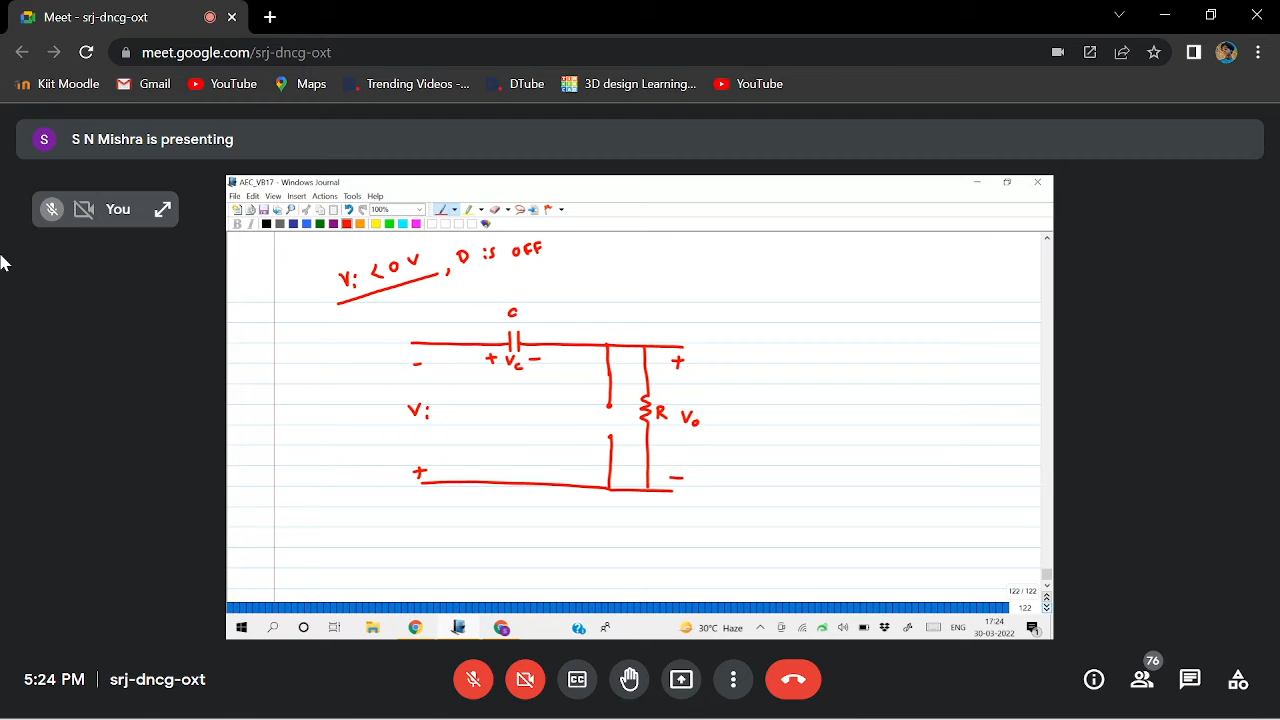 Meet - srj-dncg-oxt
meet.google.com/srj-dncg-oxt
Kiit Moodle Gmail YouTube Maps Trending Videos -... DTube 3D design Learning... YouTube
S S N Mishra is presenting
You
AEC_VB17 - Windows Journal
File Edit View Insert Actions Tools Help
100%
B I
Vi < 0 V, D is OFF
C
+ Vc -
- +
Vi R Vo
+ -
122 / 122
122
30°C Haze ENG 17:24
30-03-2022 1
5:24 PM srj-dncg-oxt
CC
76